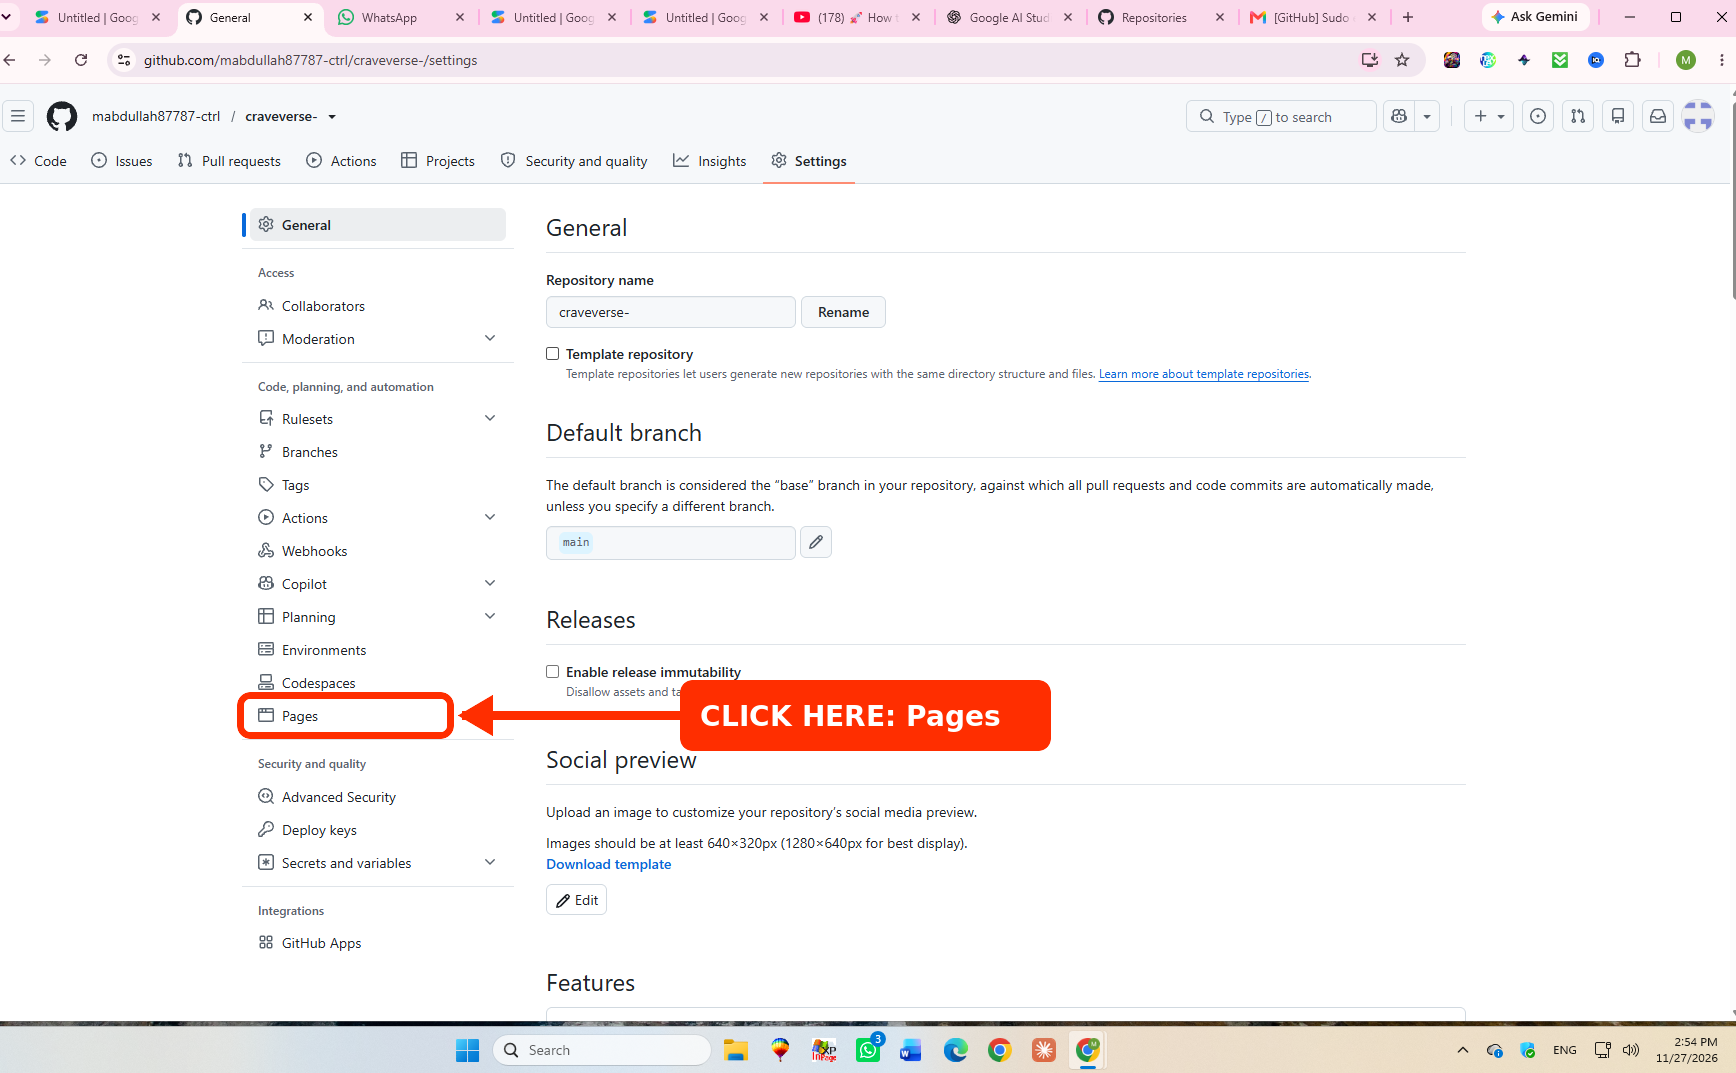 Untitled | Goog
General
WhatsApp
Untitled | Goog
Untitled | Goog
(178) 🚀 How t
Google AI Stud
Repositories
[GitHub] Sudo
Ask Gemini
github.com/mabdullah87787-ctrl/craveverse-/settings
M
mabdullah87787-ctrl / craveverse-
Type / to search
Code
Issues
Pull requests
Actions
Projects
Security and quality
Insights
Settings
General
Access
Collaborators
Moderation
Code, planning, and automation
Rulesets
Branches
Tags
Actions
Webhooks
Copilot
Planning
Environments
Codespaces
Pages
Security and quality
Advanced Security
Deploy keys
Secrets and variables
Integrations
GitHub Apps
General
Repository name
craveverse-
Rename
Template repository
Template repositories let users generate new repositories with the same directory structure and files. Learn more about template repositories.
Default branch
The default branch is considered the “base” branch in your repository, against which all pull requests and code commits are automatically made,
unless you specify a different branch.
main
Releases
Enable release immutability
Disallow assets and ta
CLICK HERE: Pages
Social preview
Upload an image to customize your repository’s social media preview.
Images should be at least 640×320px (1280×640px for best display).
Download template
Edit
Features
Search
3
ENG
2:54 PM
11/27/2026